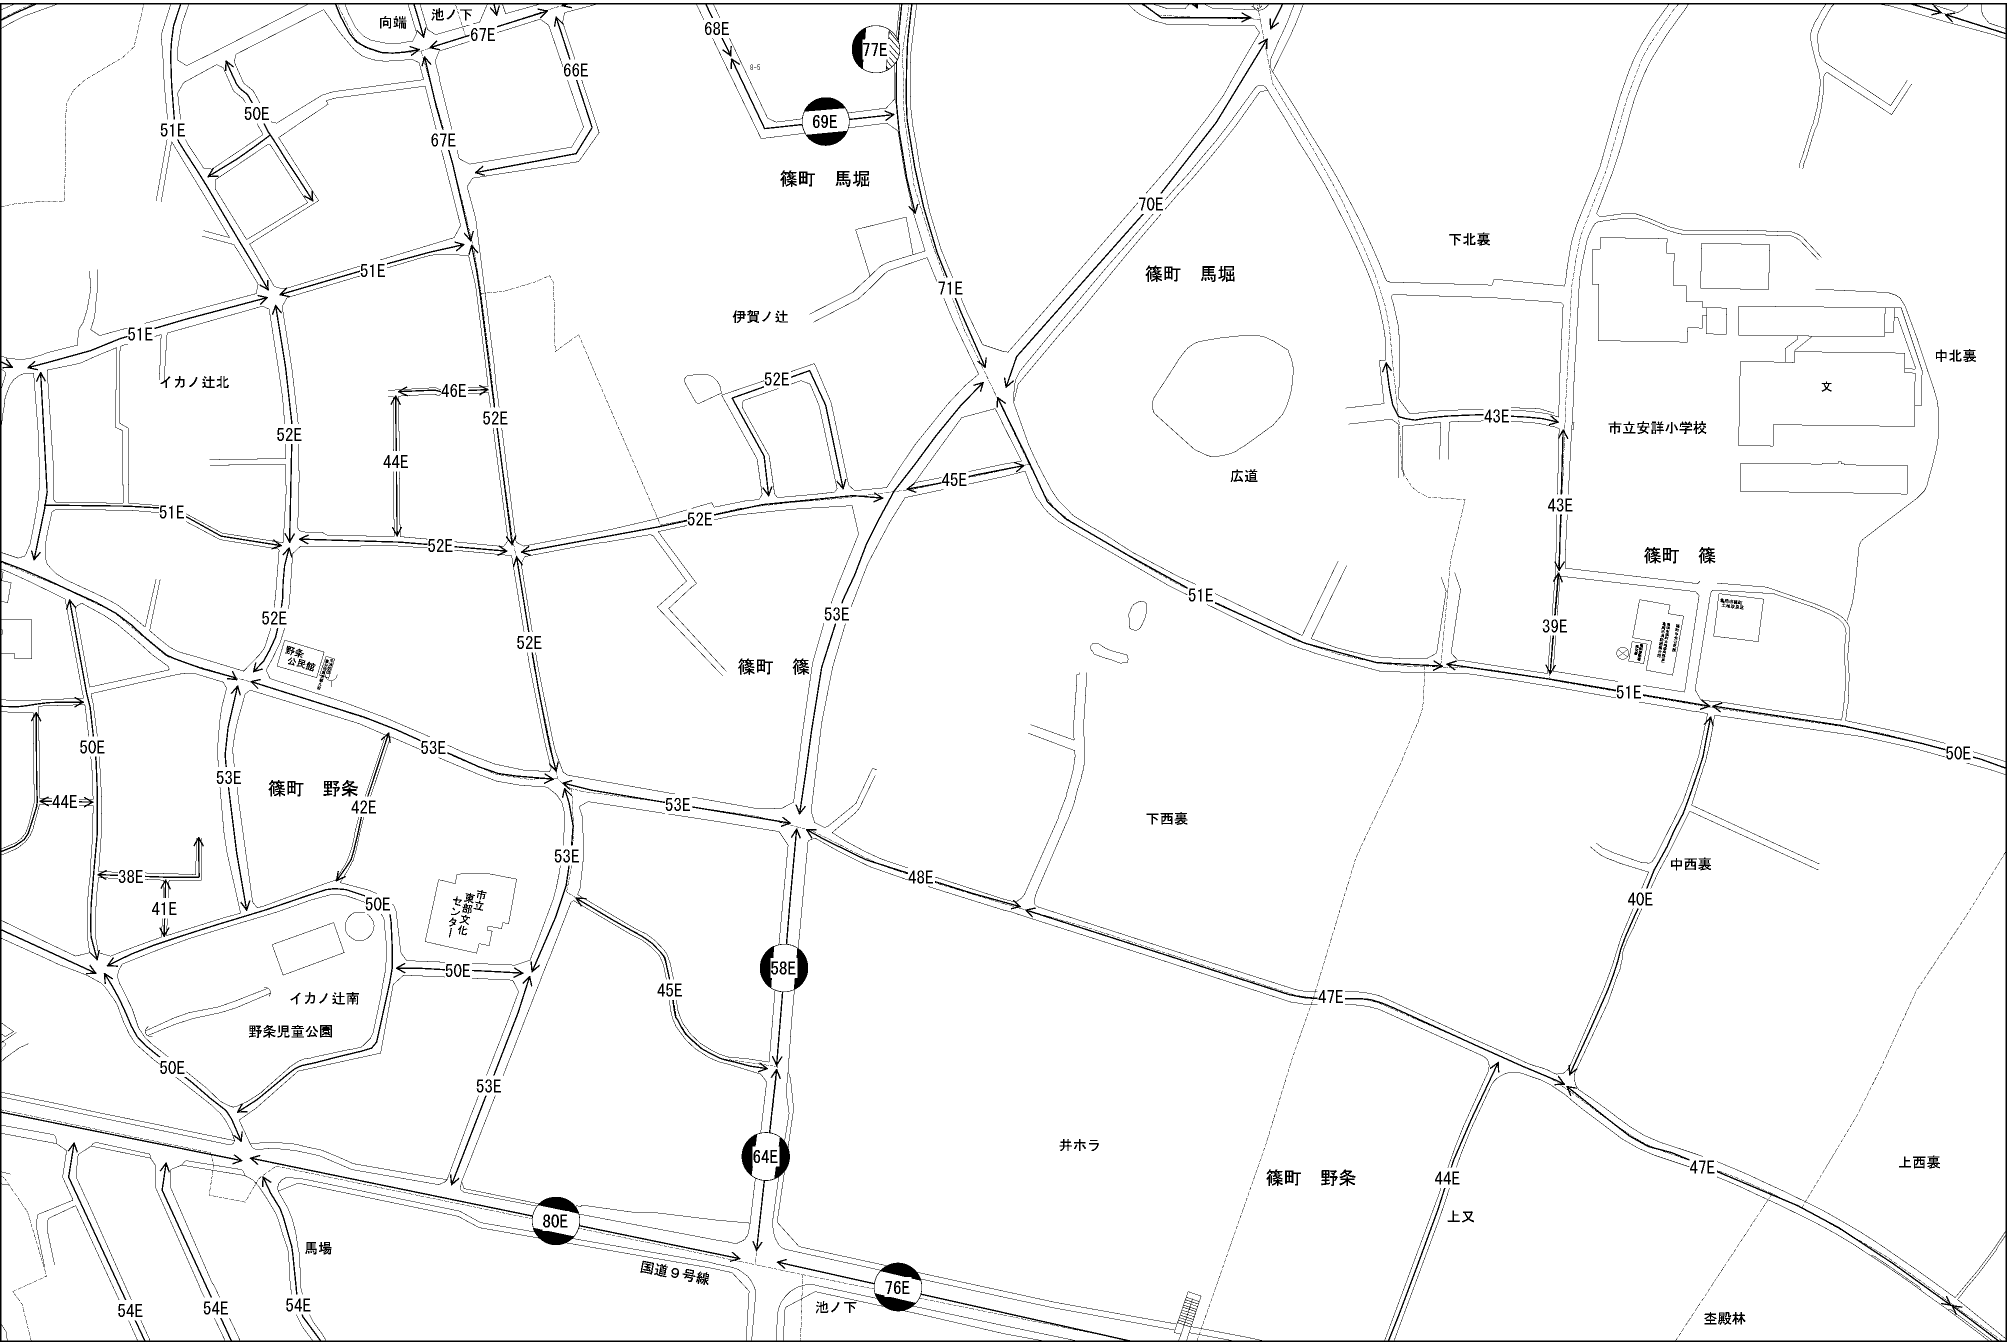 向端
池ノ下
67E
68E
77E
66E
8-5
50E
69E
51E
67E
篠町　馬堀
70E
下北裏
51E
篠町　馬堀
71E
伊賀ノ辻
51E
中北裏
イカノ辻北
52E
46E
文
52E
43E
市立安詳小学校
52E
44E
広道
45E
43E
51E
52E
52E
篠町　篠
51E
53E
52E
39E
52E
野条
公民館
篠町　篠
51E
50E
53E
50E
53E
篠町　野条
44E
42E
53E
下西裏
53E
中西裏
38E
48E
40E
41E
50E
市立
東部文化
センター
58E
50E
45E
47E
イカノ辻南
野条児童公園
50E
53E
井ホラ
64E
47E
上西裏
44E
篠町　野条
上又
80E
馬場
国道９号線
76E
54E
54E
54E
池ノ下
杢殿林